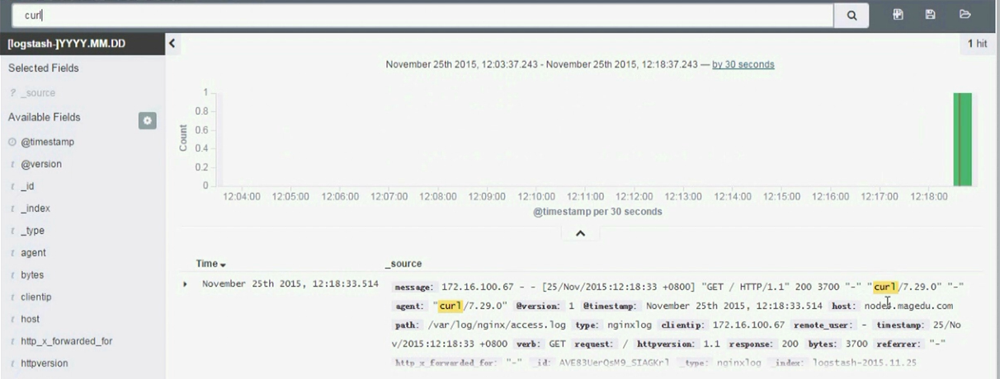 curl
[logstash-]YYYY.MM.DD
1 hit
Selected Fields
? _source
Available Fields
@timestamp
t @version
t _id
t _index
t _type
t agent
t bytes
t clientip
t host
t http_x_forwarded_for
t httpversion
November 25th 2015, 12:03:37.243 - November 25th 2015, 12:18:37.243 — by 30 seconds
Count
1
0.8
0.6
0.4
0.2
0
12:04:00 12:05:00 12:06:00 12:07:00 12:08:00 12:09:00 12:10:00 12:11:00 12:12:00 12:13:00 12:14:00 12:15:00 12:16:00 12:17:00 12:18:00
@timestamp per 30 seconds
Time _source
November 25th 2015, 12:18:33.514
message: 172.16.100.67 - - [25/Nov/2015:12:18:33 +0800] "GET / HTTP/1.1" 200 3700 "-" "curl/7.29.0" "-"
agent: "curl/7.29.0" @version: 1 @timestamp: November 25th 2015, 12:18:33.514 host: .magedu.com
path: /var/log/nginx/access.log type: nginxlog clientip: 172.16.100.67 remote_user: - timestamp: 25/No
v/2015:12:18:33 +0800 verb: GET request: / httpversion: 1.1 response: 200 bytes: 3700 referrer: "-"
http_x_forwarded_for: "-" _id: AVE83UerQsM9_SIAGKrl _type: nginxlog _index: logstash-2015.11.25